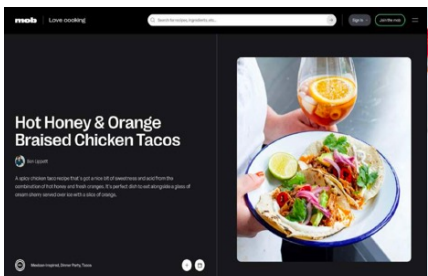 mob
Love cooking
Search by recipes, ingredients, etc...
Sign in
Join the mob
Hot Honey & Orange
Braised Chicken Tacos
Ben Lippett
A spicy chicken taco recipe that's got a nice bit of sweetness and acid from the
combination of hot honey and fresh oranges. It's perfect dish to eat alongside a glass of
cream sherry served over ice with a slice of orange.
Mexican-Inspired, Dinner Party, Tacos